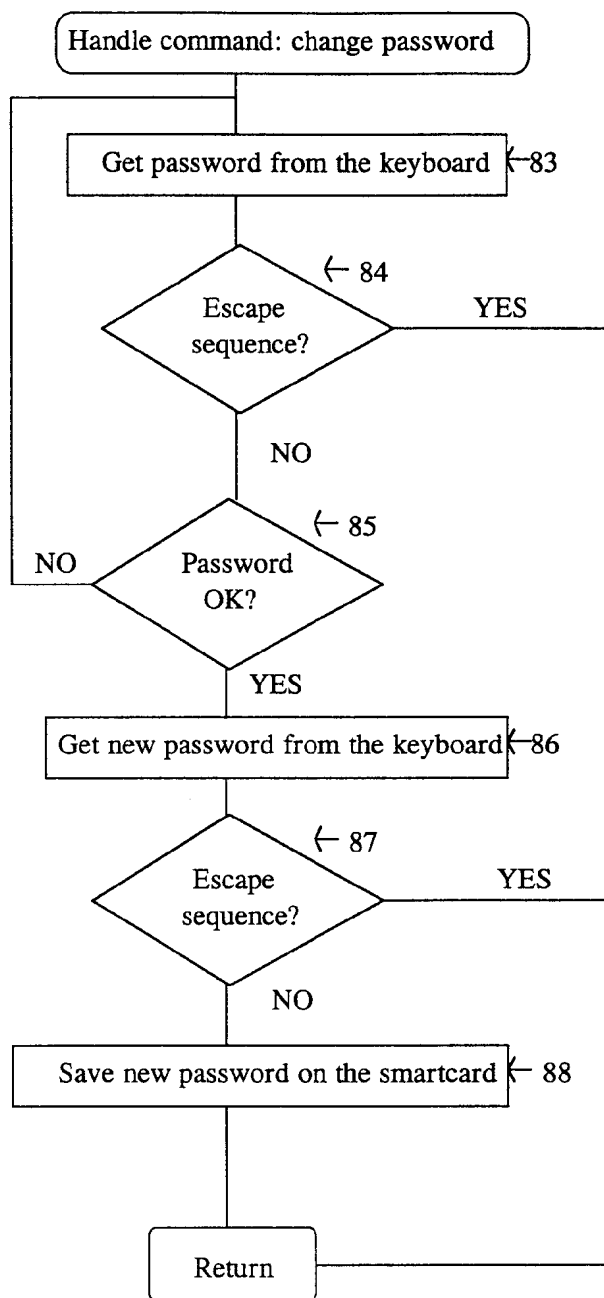 Handle command: change password
Get password from the keyboard
83
84
Escape
sequence?
YES
NO
85
NO
Password
OK?
YES
Get new password from the keyboard
86
87
Escape
sequence?
YES
NO
Save new password on the smartcard
88
Return